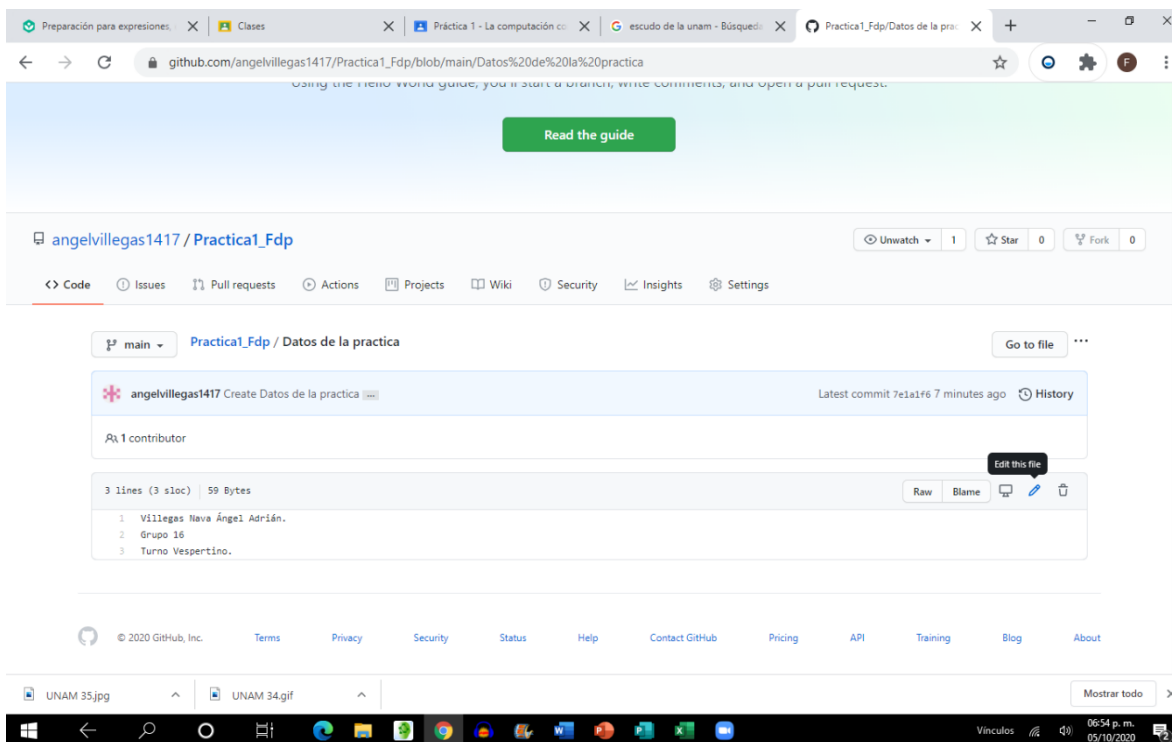 Preparación para expresiones,
Clases
Práctica 1 - La computación co
escudo de la unam - Búsqueda
Practica1_Fdp/Datos de la prac
github.com/angelvillegas1417/Practica1_Fdp/blob/main/Datos%20de%20la%20practica
F
Using the Hello World guide, you'll start a branch, write comments, and open a pull request.
Read the guide
angelvillegas1417 / Practica1_Fdp
Unwatch 1 Star 0 Fork 0
<> Code Issues Pull requests Actions Projects Wiki Security Insights Settings
main Practica1_Fdp / Datos de la practica Go to file ...
angelvillegas1417 Create Datos de la practica ... Latest commit 7e1a1f6 7 minutes ago History
1 contributor
Edit this file
3 lines (3 sloc) 59 Bytes Raw Blame
1 Villegas Nava Ángel Adrián.
2 Grupo 16
3 Turno Vespertino.
© 2020 GitHub, Inc. Terms Privacy Security Status Help Contact GitHub Pricing API Training Blog About
UNAM 35.jpg UNAM 34.gif Mostrar todo
Vínculos 06:54 p. m.
05/10/2020
2